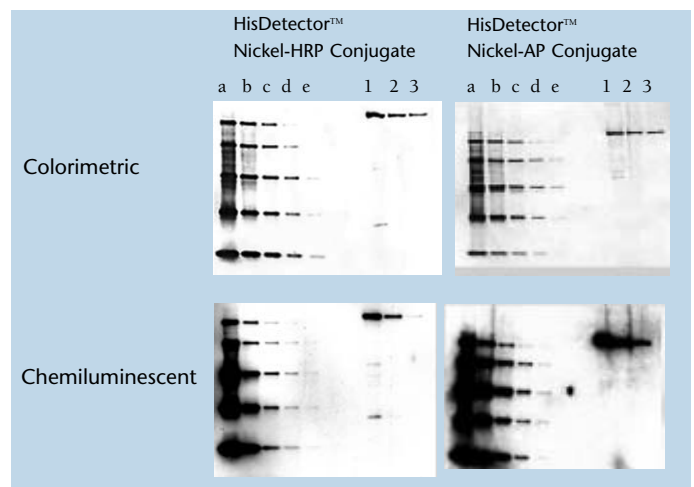 HisDetector™
Nickel-HRP Conjugate
HisDetector™
Nickel-AP Conjugate
a b c d e 1 2 3
a b c d e 1 2 3
Colorimetric
Chemiluminescent